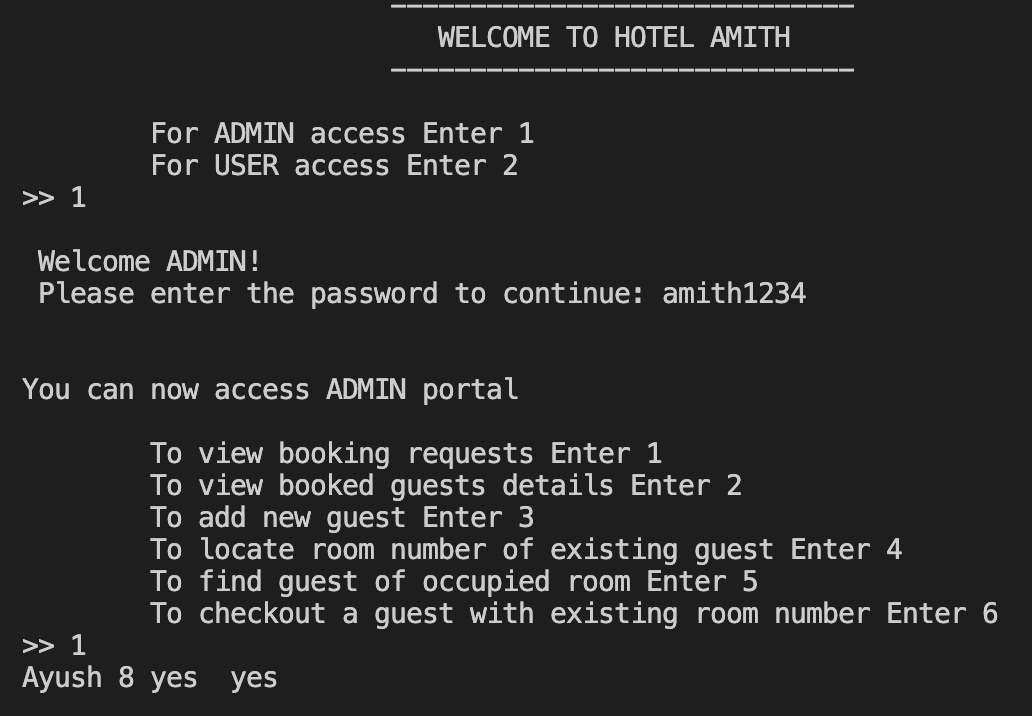 _____________________________
WELCOME TO HOTEL AMITH
_____________________________
For ADMIN access Enter 1
For USER access Enter 2
>> 1
Welcome ADMIN!
Please enter the password to continue: amith1234
You can now access ADMIN portal
To view booking requests Enter 1
To view booked guests details Enter 2
To add new guest Enter 3
To locate room number of existing guest Enter 4
To find guest of occupied room Enter 5
To checkout a guest with existing room number Enter 6
>> 1
Ayush 8 yes  yes